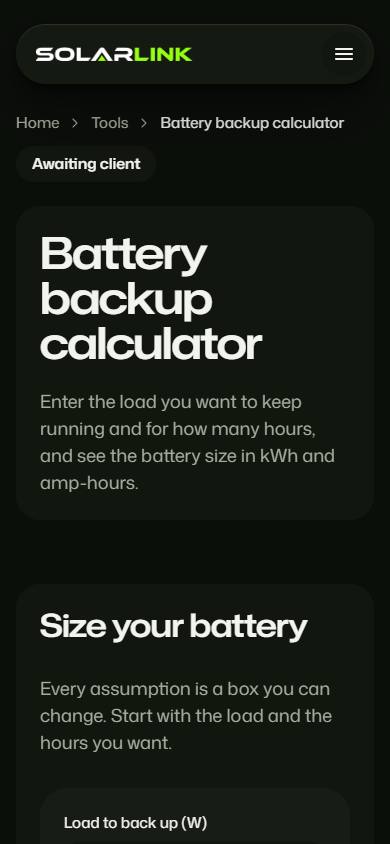 SOLARLINK
Home > Tools > Battery backup calculator
Awaiting client
Battery
backup
calculator
Enter the load you want to keep
running and for how many hours,
and see the battery size in kWh and
amp-hours.
Size your battery
Every assumption is a box you can
change. Start with the load and the
hours you want.
Load to back up (W)